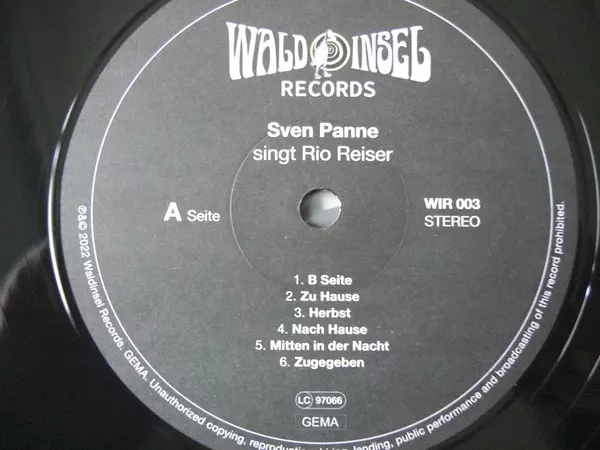 WALDINSEL
RECORDS
Sven Panne
singt Rio Reiser
A Seite
WIR 003
STEREO
1. B Seite
2. Zu Hause
3. Herbst
4. Nach Hause
5. Mitten in der Nacht
6. Zugegeben
LC 97066
GEMA
℗&© 2022 Waldinsel Records. GEMA. Unauthorized copying, lending, public performance and broadcasting of this record prohibited.